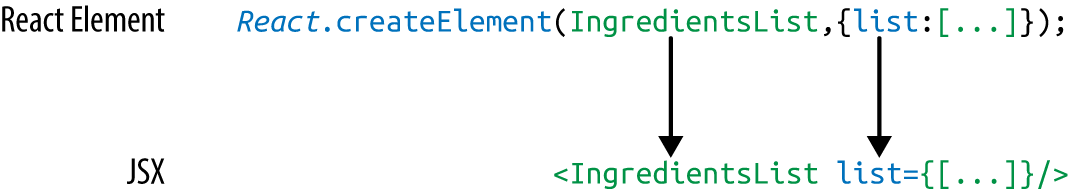 React Element React.createElement(IngredientsList,{list:[...]});
JSX <IngredientsList list={[...]}/>